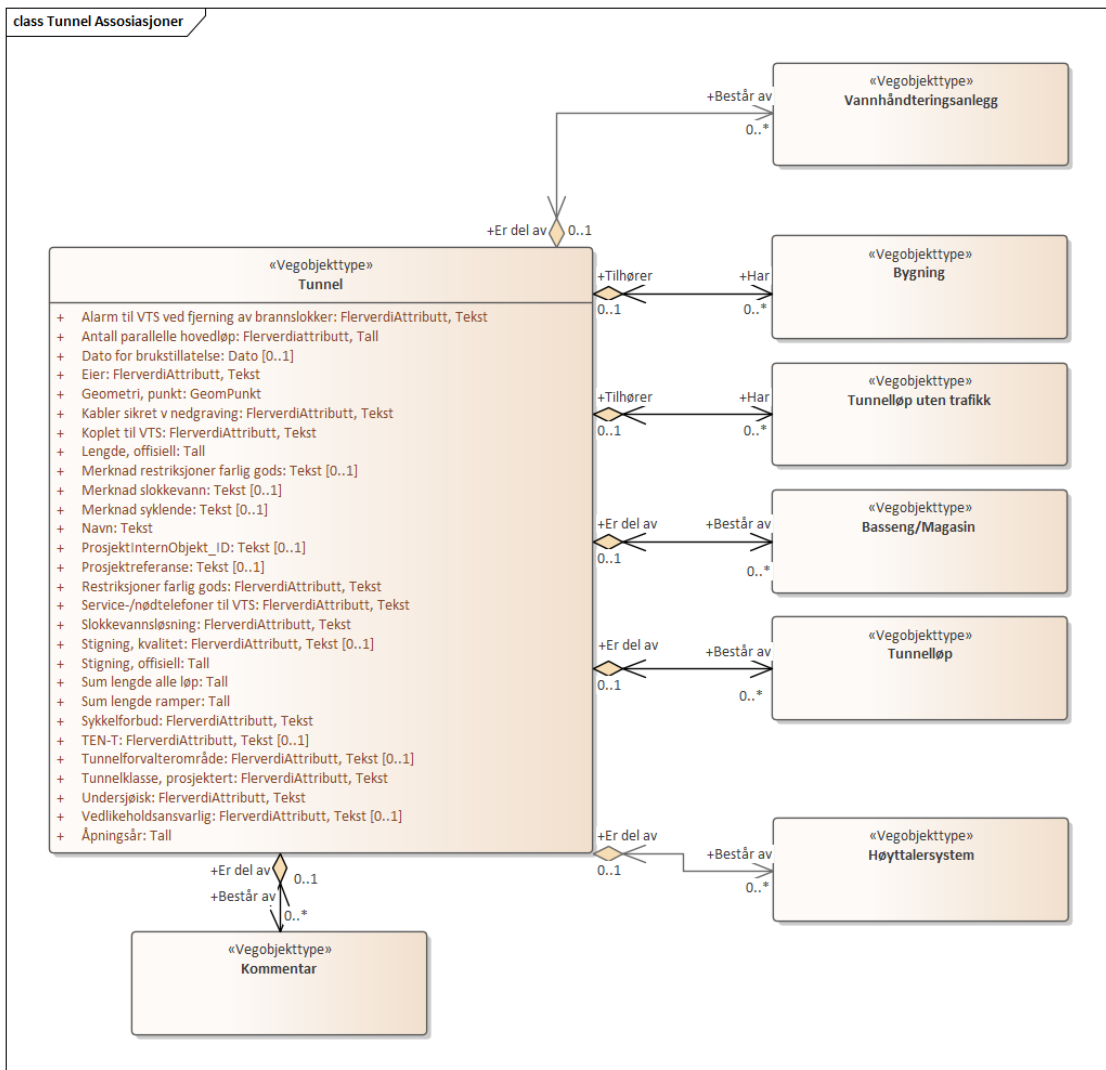 class Tunnel Assosiasjoner
«Vegobjekttype»
Vannhåndteringsanlegg
+Består av
0..*
+Er del av
0..1
«Vegobjekttype»
Tunnel
+ Alarm til VTS ved fjerning av brannslokker: FlerverdiAttributt, Tekst
+ Antall parallelle hovedløp: Flerverdiattributt, Tall
+ Dato for brukstillatelse: Dato [0..1]
+ Eier: FlerverdiAttributt, Tekst
+ Geometri, punkt: GeomPunkt
+ Kabler sikret v nedgraving: FlerverdiAttributt, Tekst
+ Koplet til VTS: FlerverdiAttributt, Tekst
+ Lengde, offisiell: Tall
+ Merknad restriksjoner farlig gods: Tekst [0..1]
+ Merknad slokkevann: Tekst [0..1]
+ Merknad syklende: Tekst [0..1]
+ Navn: Tekst
+ ProsjektInternObjekt_ID: Tekst [0..1]
+ Prosjektreferanse: Tekst [0..1]
+ Restriksjoner farlig gods: FlerverdiAttributt, Tekst
+ Service-/nødtelefoner til VTS: FlerverdiAttributt, Tekst
+ Slokkevannsløsning: FlerverdiAttributt, Tekst
+ Stigning, kvalitet: FlerverdiAttributt, Tekst [0..1]
+ Stigning, offisiell: Tall
+ Sum lengde alle løp: Tall
+ Sum lengde ramper: Tall
+ Sykkelforbud: FlerverdiAttributt, Tekst
+ TEN-T: FlerverdiAttributt, Tekst [0..1]
+ Tunnelforvalterområde: FlerverdiAttributt, Tekst [0..1]
+ Tunnelklasse, prosjektert: FlerverdiAttributt, Tekst
+ Undersjøisk: FlerverdiAttributt, Tekst
+ Vedlikeholdsansvarlig: FlerverdiAttributt, Tekst [0..1]
+ Åpningsår: Tall
+Tilhører
0..1
+Har
0..*
«Vegobjekttype»
Bygning
+Tilhører
0..1
+Har
0..*
«Vegobjekttype»
Tunnelløp uten trafikk
+Er del av
0..1
+Består av
0..*
«Vegobjekttype»
Basseng/Magasin
+Er del av
0..1
+Består av
0..*
«Vegobjekttype»
Tunnelløp
+Er del av
0..1
+Består av
0..*
«Vegobjekttype»
Høyttalersystem
+Er del av
0..1
+Består av
0..*
«Vegobjekttype»
Kommentar